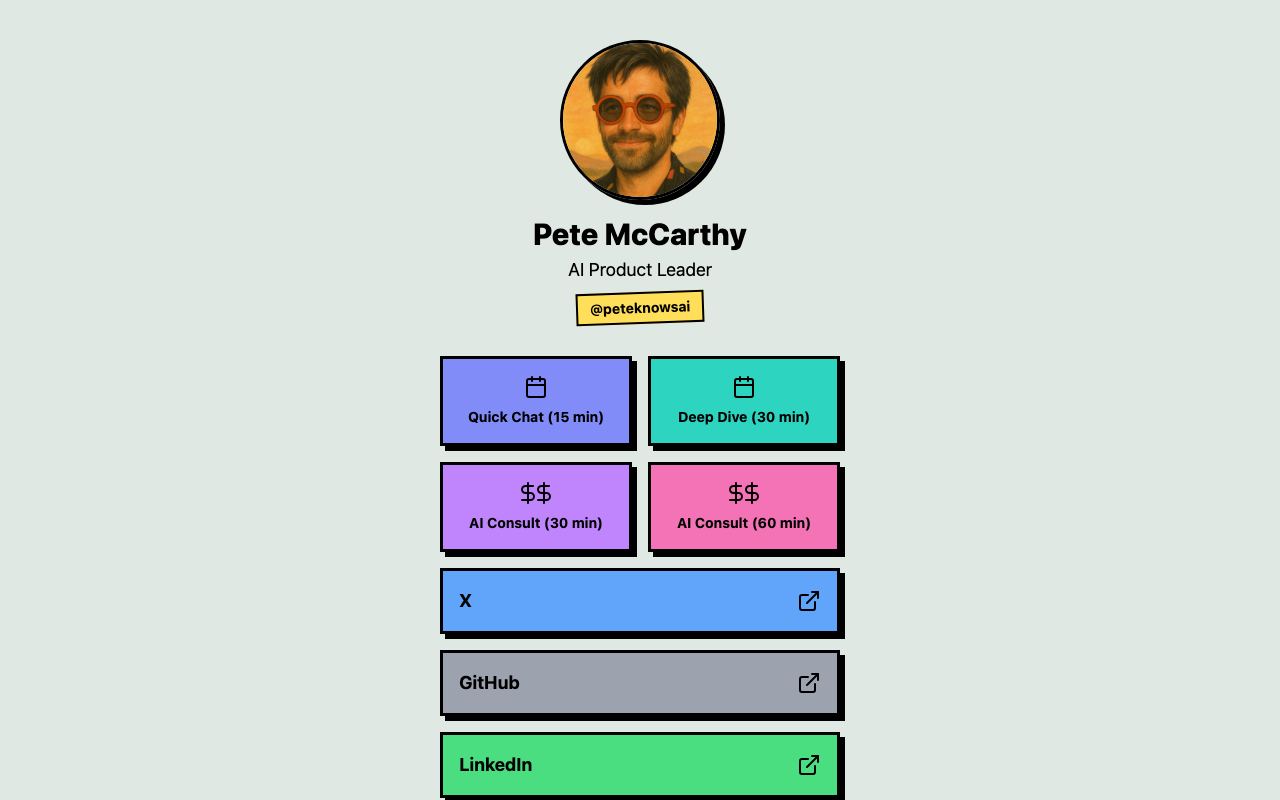 Pete McCarthy
AI Product Leader
@peteknowsai
Quick Chat (15 min)
Deep Dive (30 min)
$$
AI Consult (30 min)
$$
AI Consult (60 min)
X
GitHub
LinkedIn